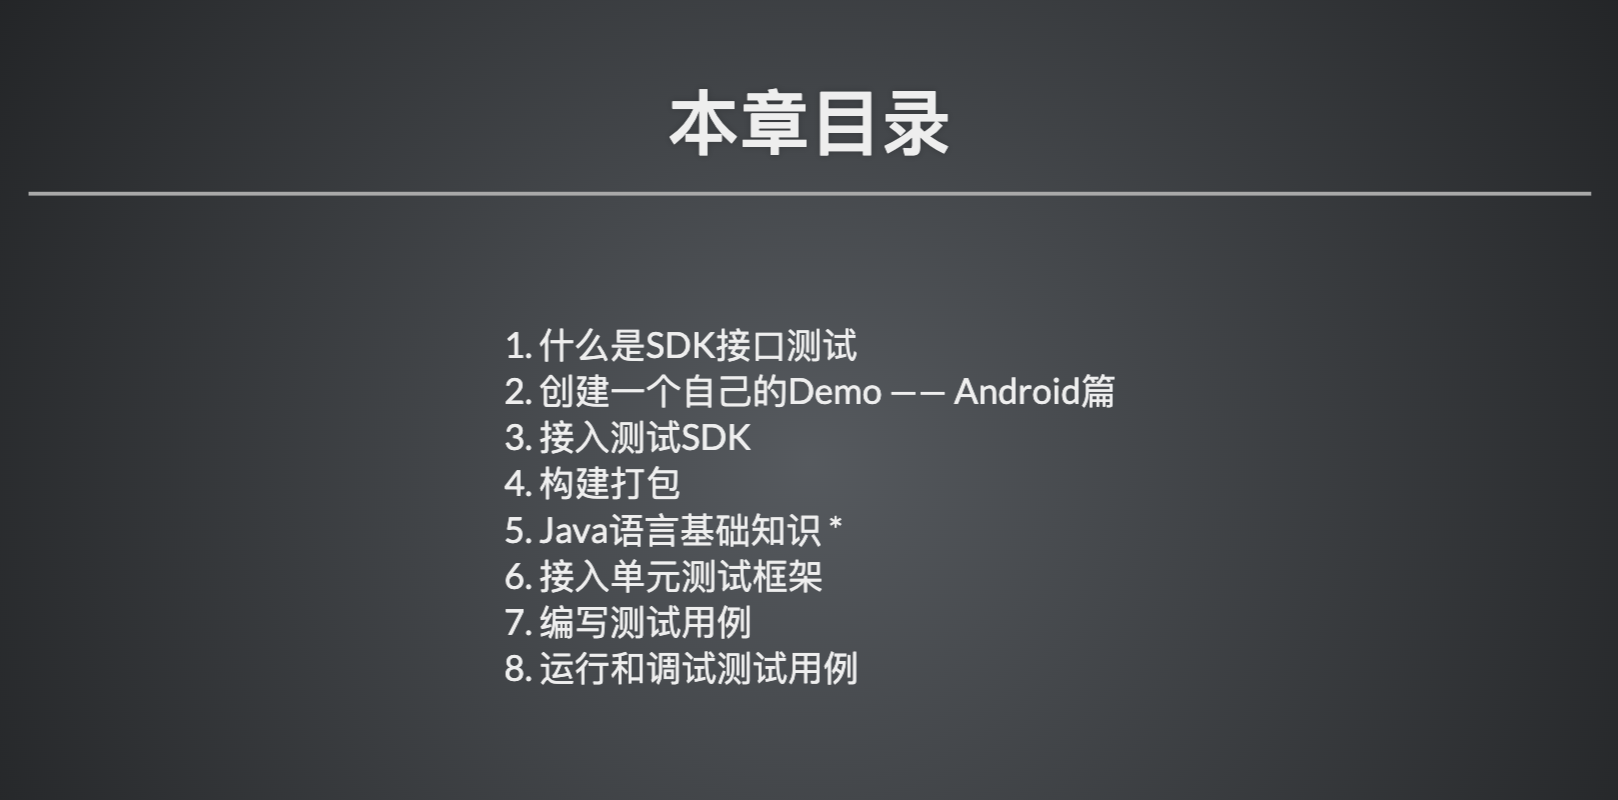 本章目录
1. 什么是SDK接口测试
2. 创建一个自己的Demo —— Android篇
3. 接入测试SDK
4. 构建打包
5. Java语言基础知识 *
6. 接入单元测试框架
7. 编写测试用例
8. 运行和调试测试用例